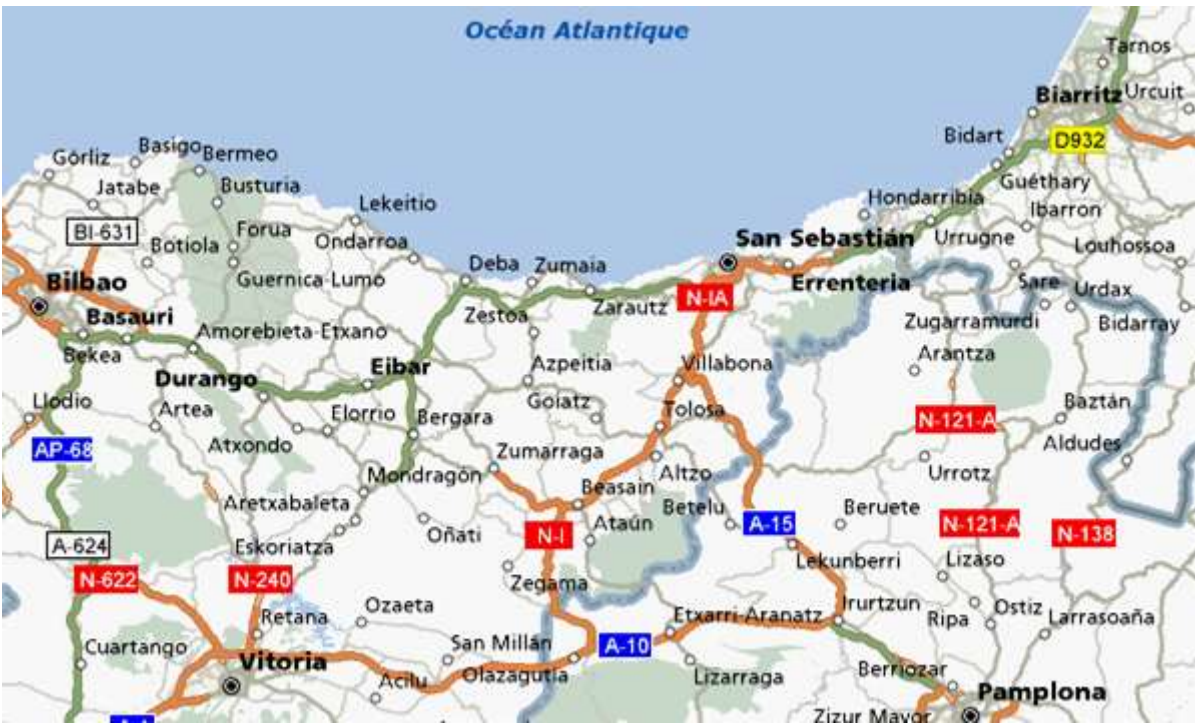 Océan Atlantique
Tarnos
Biarritz
Urcuit
Bidart
D932
Górliz
Basigo
Bermeo
Guéthary
Jatabe
Busturia
Lekeitio
Hondarribia
Ibarron
BI-631
Botiola
Forua
Ondarroa
San Sebastián
Urrugne
Louhossoa
Bilbao
Guernica-Lumo
Deba
Zumaia
Errenteria
Sare
Urdax
Basauri
Zestoa
Zarautz
N-IA
Zugarramurdi
Bidarray
Bekea
Amorebieta-Etxano
Eibar
Azpeitia
Villabona
Arantza
Durango
Llodio
Artea
Elorrio
Bergara
Goiatz
Tolosa
N-121-A
Baztán
AP-68
Atxondo
Zumarraga
Altzo
Urrotz
Aldudes
Mondragón
Aretxabaleta
Beasain
Betelu
A-15
Beruete
N-121-A
N-138
A-624
Eskoriatza
Oñati
N-I
Ataún
Lekunberri
Lizaso
N-622
N-240
Zegama
Retana
Ozaeta
Etxarri-Aranatz
Irurtzun
Ripa
Ostiz
Larrasoaña
Cuartango
Vitoria
San Millán
A-10
Acilu
Olazagutia
Lizarraga
Berriozar
Pamplona
Zizur Mayor